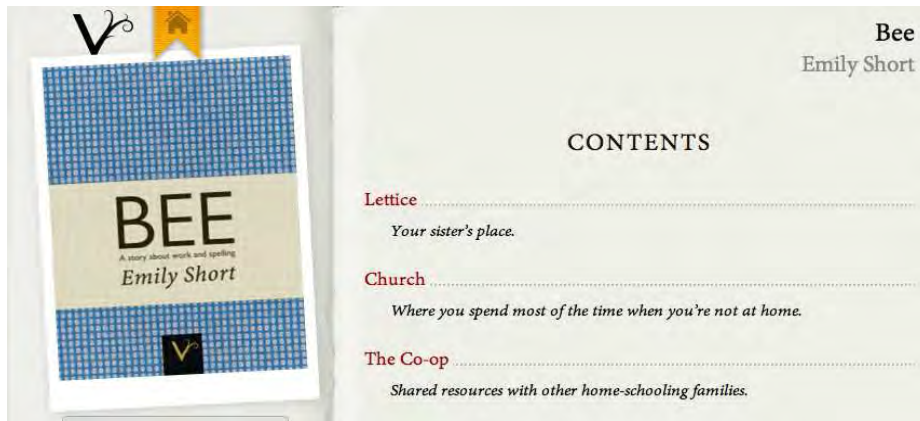 V
BEE
A story about work and spelling
Emily Short
V
Bee
Emily Short
CONTENTS
Lettice
Your sister's place.
Church
Where you spend most of the time when you're not at home.
The Co-op
Shared resources with other home-schooling families.